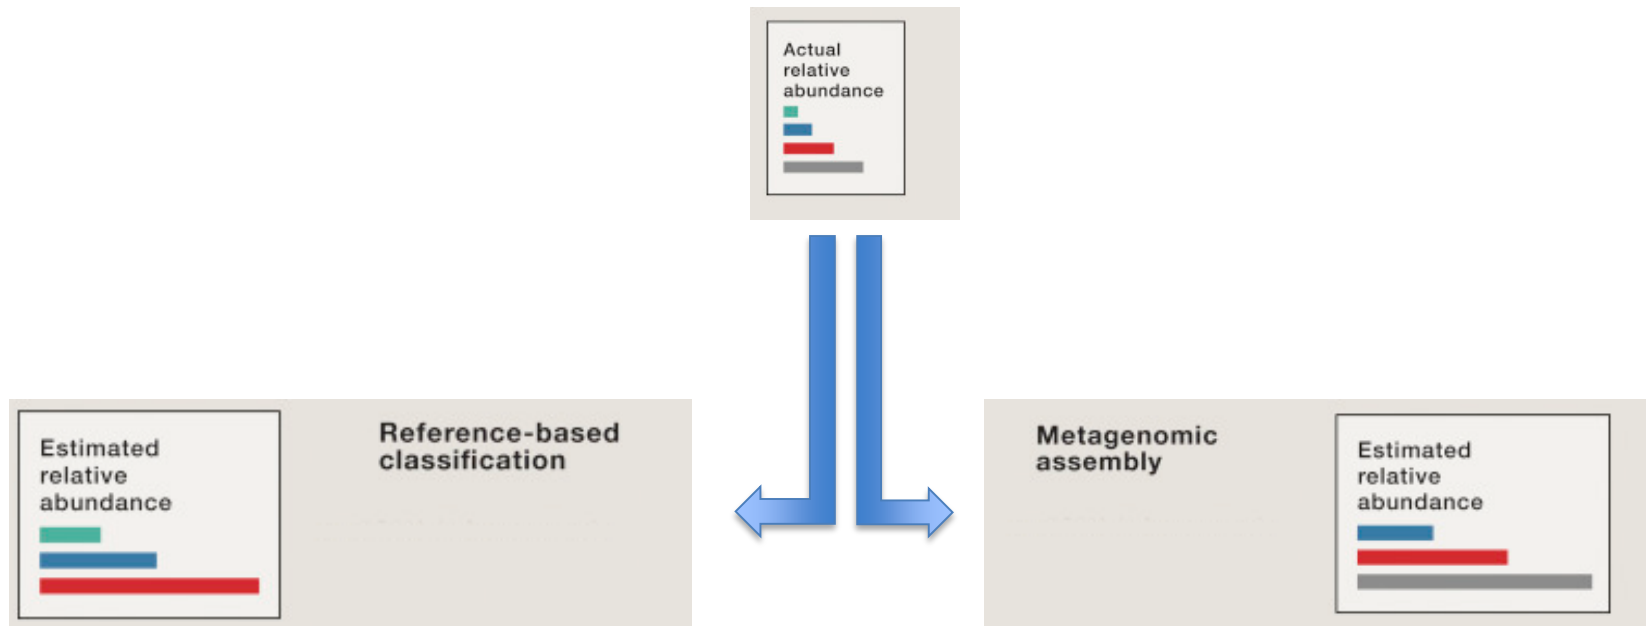 Actual
relative
abundance
Estimated
relative
abundance
Reference-based
classification
Metagenomic
assembly
Estimated
relative
abundance